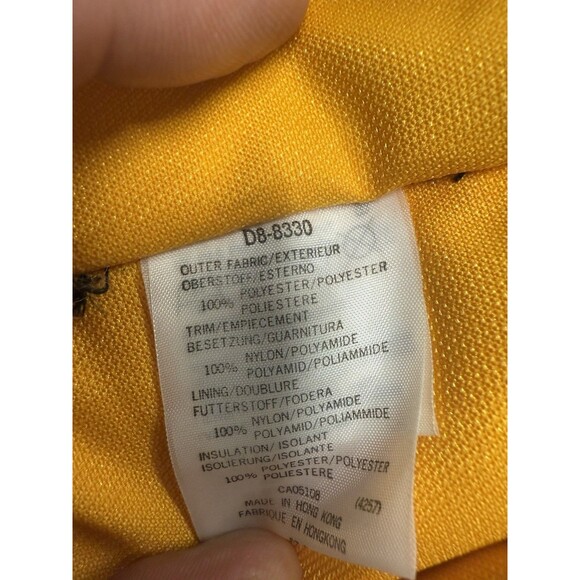 D8-8330
OUTER FABRIC/EXTERIEUR
OBERSTOFF/ESTERNO
100% POLYESTER/POLYESTER
POLIESTERE
TRIM/EMPIECEMENT
BESETZUNG/GUARNITURA
100% NYLON/POLYAMIDE
POLYAMID/POLIAMMIDE
LINING/DOUBLURE
FUTTERSTOFF/FODERA
100% NYLON/POLYAMIDE
POLYAMID/POLIAMMIDE
INSULATION/ISOLANT
ISOLIERUNG/ISOLANTE
100% POLYESTER/POLYESTER
POLIESTERE
CA05108
MADE IN HONG KONG (4257)
FABRIQUE EN HONGKONG